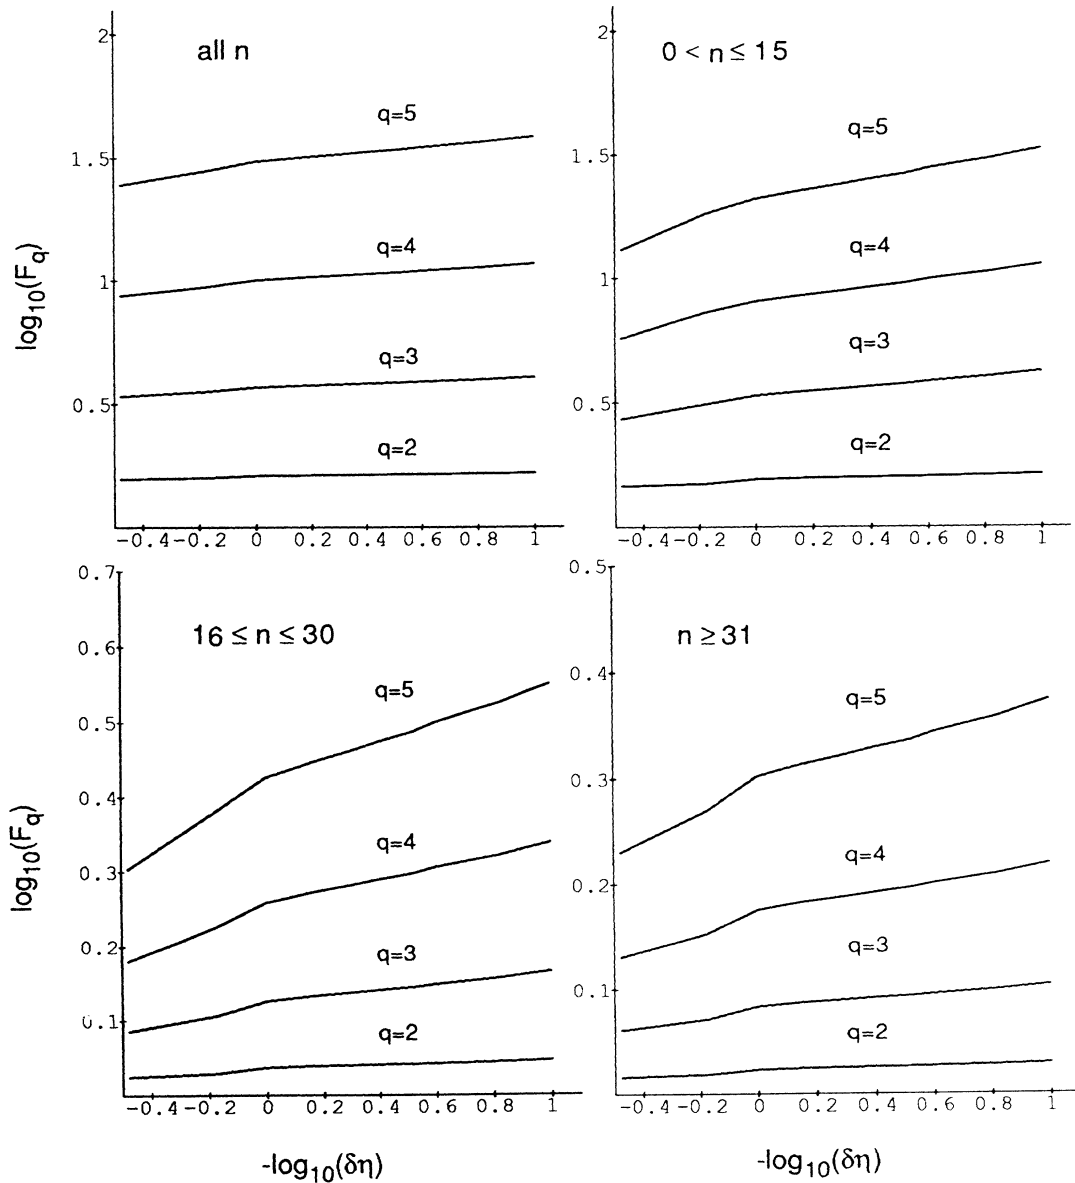 2
all n
q=5
1.5
q=4
log10(Fq)
1
q=3
0.5
q=2
-0.4 -0.2 0 0.2 0.4 0.6 0.8 1
2
0 < n ≤ 15
q=5
1.5
q=4
1
q=3
0.5
q=2
-0.4 -0.2 0 0.2 0.4 0.6 0.8 1
0.7
16 ≤ n ≤ 30
0.6
q=5
0.5
0.4
q=4
log10(Fq)
0.3
0.2
q=3
0.1
q=2
-0.4 -0.2 0 0.2 0.4 0.6 0.8 1
-log10(δη)
0.5
n ≥ 31
0.4
q=5
0.3
q=4
0.2
q=3
0.1
q=2
-0.4 -0.2 0 0.2 0.4 0.6 0.8 1
-log10(δη)